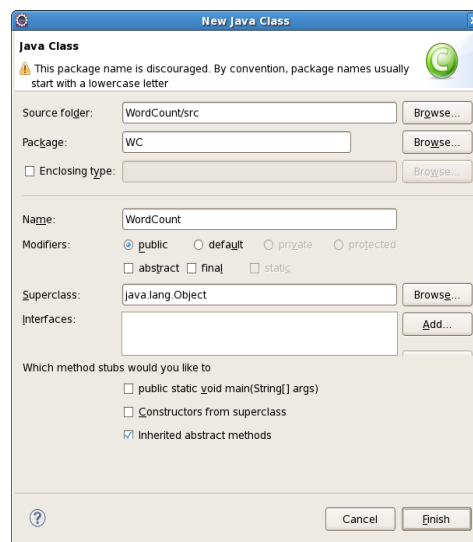 New Java Class
Java Class
This package name is discouraged. By convention, package names usually
start with a lowercase letter
Source folder: WordCount/src Browse...
Package: WC Browse...
Enclosing type: Browse...
Name: WordCount
Modifiers: public default private protected
abstract final static
Superclass: java.lang.Object Browse...
Interfaces: Add...
Which method stubs would you like to
public static void main(String[] args)
Constructors from superclass
Inherited abstract methods
? Cancel Finish